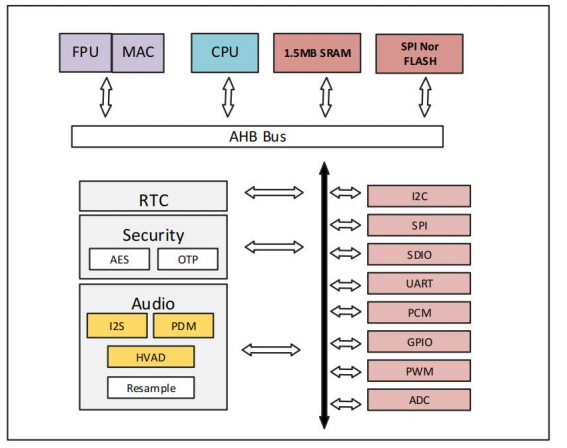 FPU
MAC
CPU
1.5MB SRAM
SPI Nor
FLASH
AHB Bus
RTC
Security
AES
OTP
Audio
I2S
PDM
HVAD
Resample
I2C
SPI
SDIO
UART
PCM
GPIO
PWM
ADC